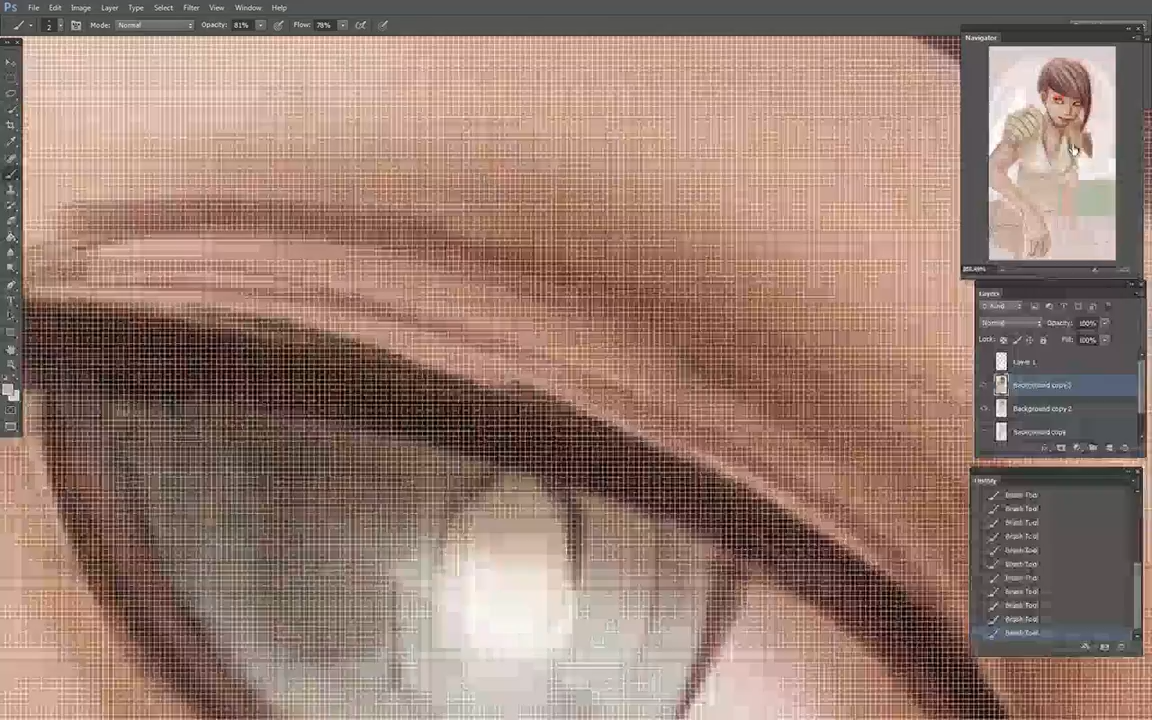 Ps File Edit Image Layer Type Select Filter View Window Help
2 Mode: Normal Opacity: 81% Flow: 78%
Navigator
Layers
Kind
Normal Opacity: 100%
Lock: Fill: 100%
Layer 1
Background copy 3
Background copy 2
Background copy
History
Brush Tool
Brush Tool
Brush Tool
Brush Tool
Brush Tool
Brush Tool
Brush Tool
Brush Tool
Brush Tool
Brush Tool
Brush Tool